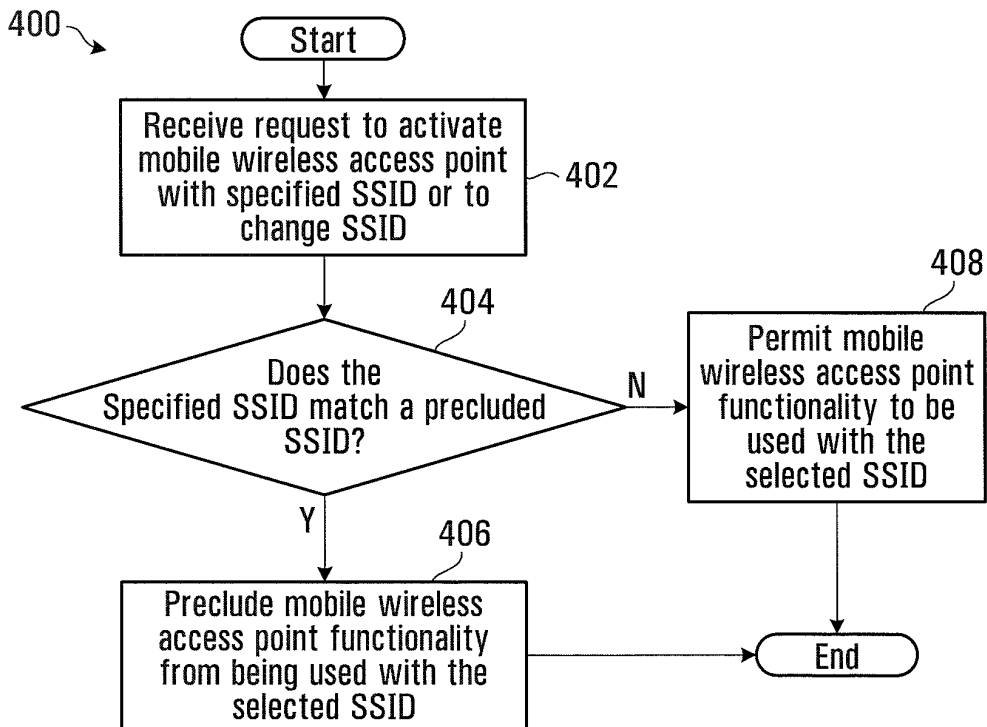 400
Start
Receive request to activate
mobile wireless access point
with specified SSID or to
change SSID
402
404
Does the
Specified SSID match a precluded
SSID?
N
408
Permit mobile
wireless access point
functionality to be
used with the
selected SSID
Y
406
Preclude mobile wireless
access point functionality
from being used with the
selected SSID
End